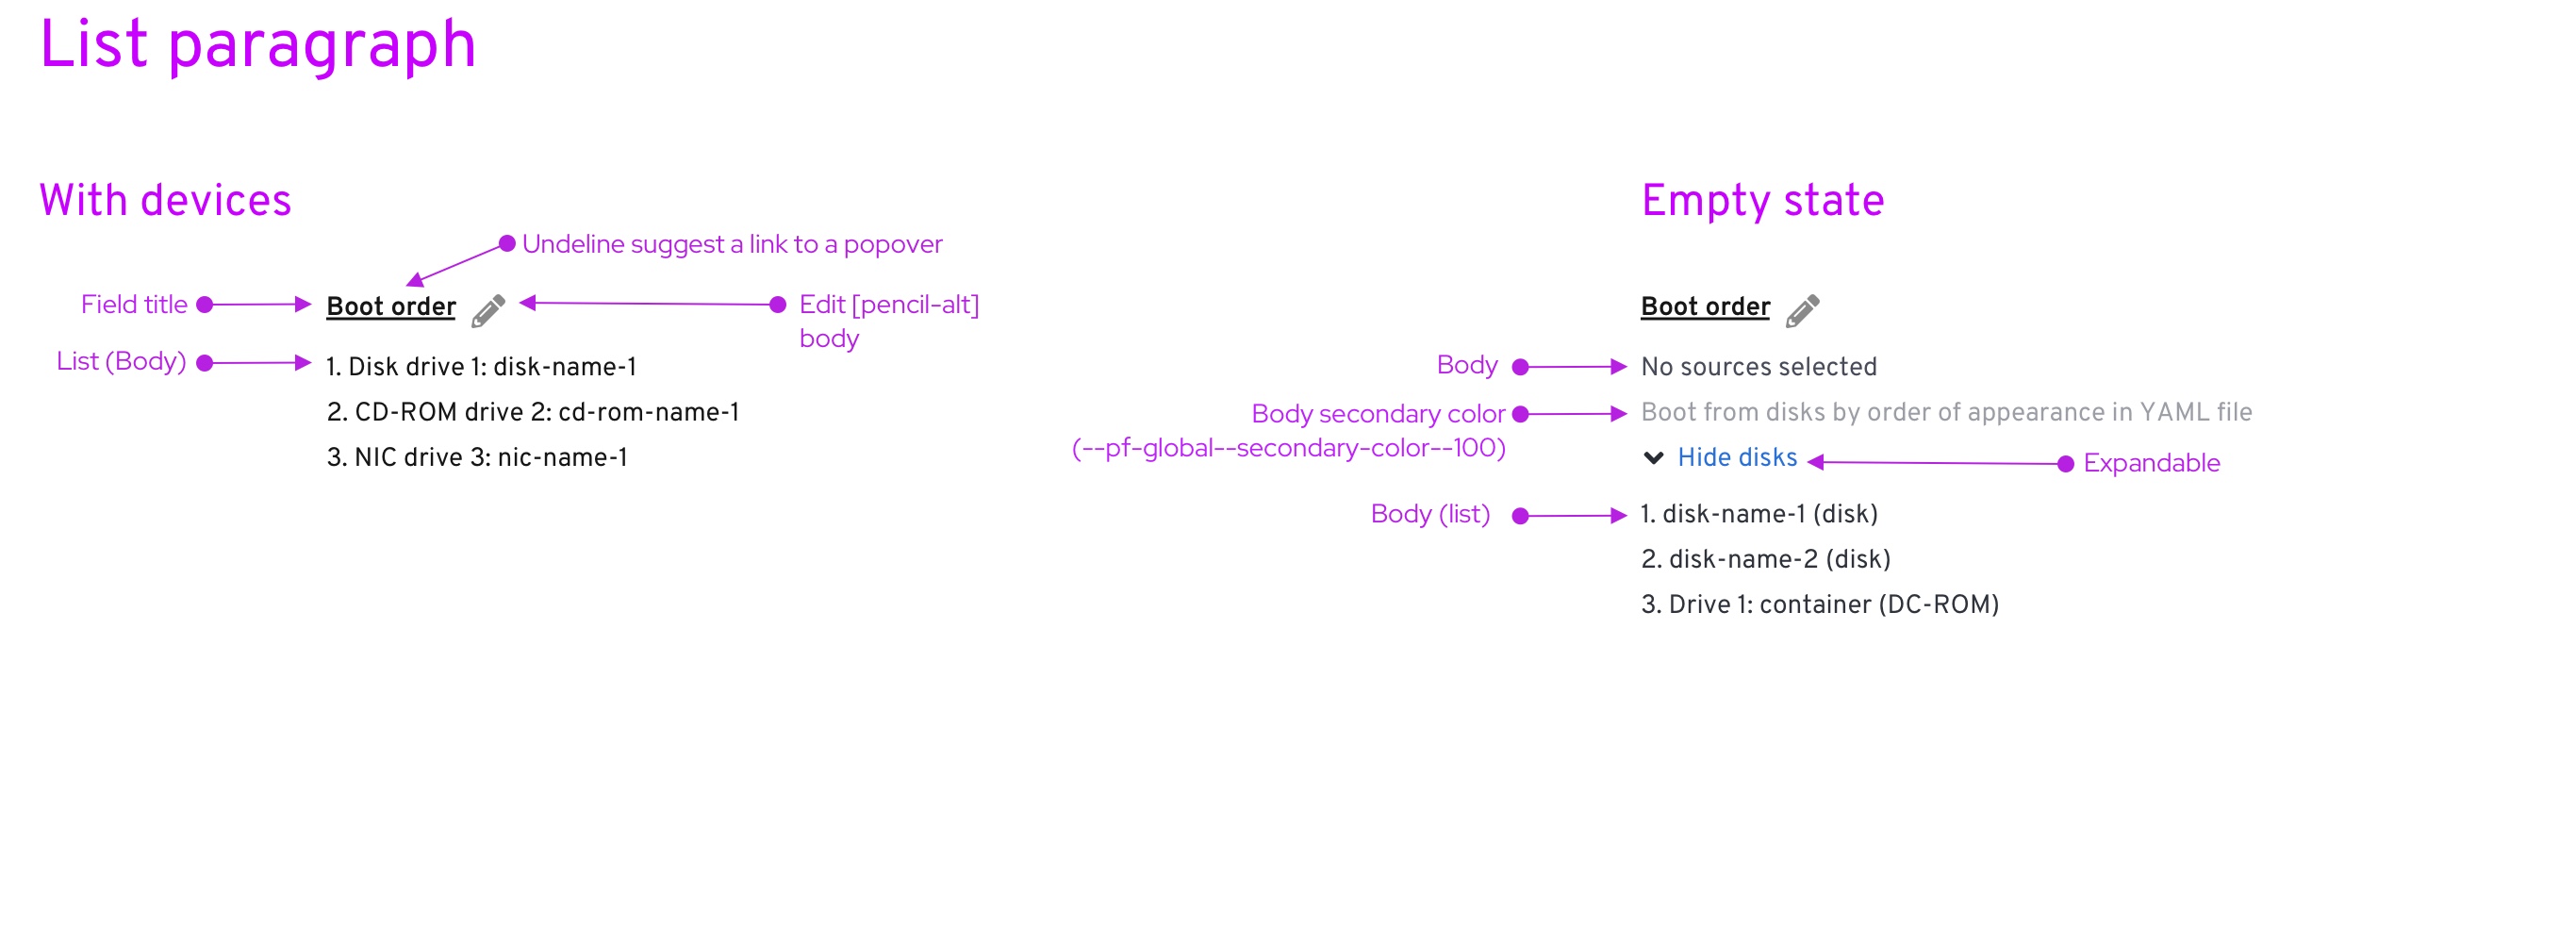 List paragraph
With devices
Undeline suggest a link to a popover
Field title
Boot order
Edit [pencil-alt]
body
List (Body)
1. Disk drive 1: disk-name-1
2. CD-ROM drive 2: cd-rom-name-1
3. NIC drive 3: nic-name-1
Empty state
Boot order
Body
No sources selected
Body secondary color
(--pf-global--secondary-color--100)
Boot from disks by order of appearance in YAML file
Hide disks
Expandable
Body (list)
1. disk-name-1 (disk)
2. disk-name-2 (disk)
3. Drive 1: container (DC-ROM)